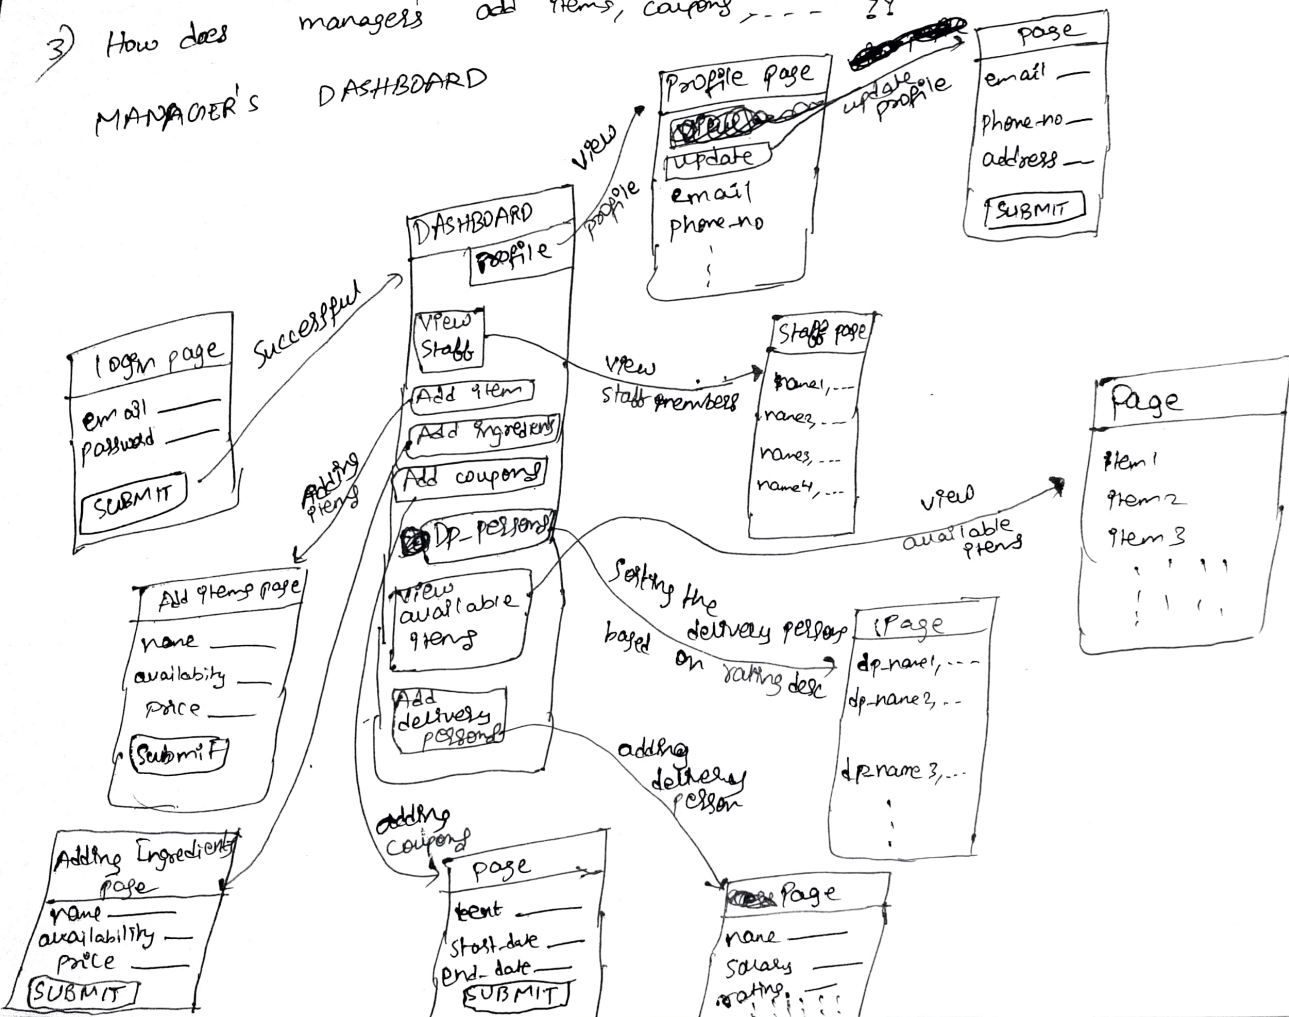 3) How does managers add items, coupons, .... ??
MANAGER'S DASHBOARD
Login page
email
password
SUBMIT
Successful
DASHBOARD
Profile
View
Staff
Add item
Add ingredients
Add coupons
Dp_persons
View
available
items
Add
delivery
persons
View
profile
Profile page
update
email
phone_no
update
profile
page
email
phone_no
address
SUBMIT
view
staff members
Staff page
name1,...
name2,...
name3,...
name4,...
view
available
items
Page
item1
item2
item3
Sorting the
delivery persons
based on rating desc
Page
dp_name1,....
dp_name2,..
dp_name3,...
Adding
items
Add items page
name
availability
price
Submit
Adding Ingredients
page
name
availability
price
SUBMIT
adding
coupons
page
start_date
end_date
SUBMIT
adding
delivery
person
Page
name
salary
rating